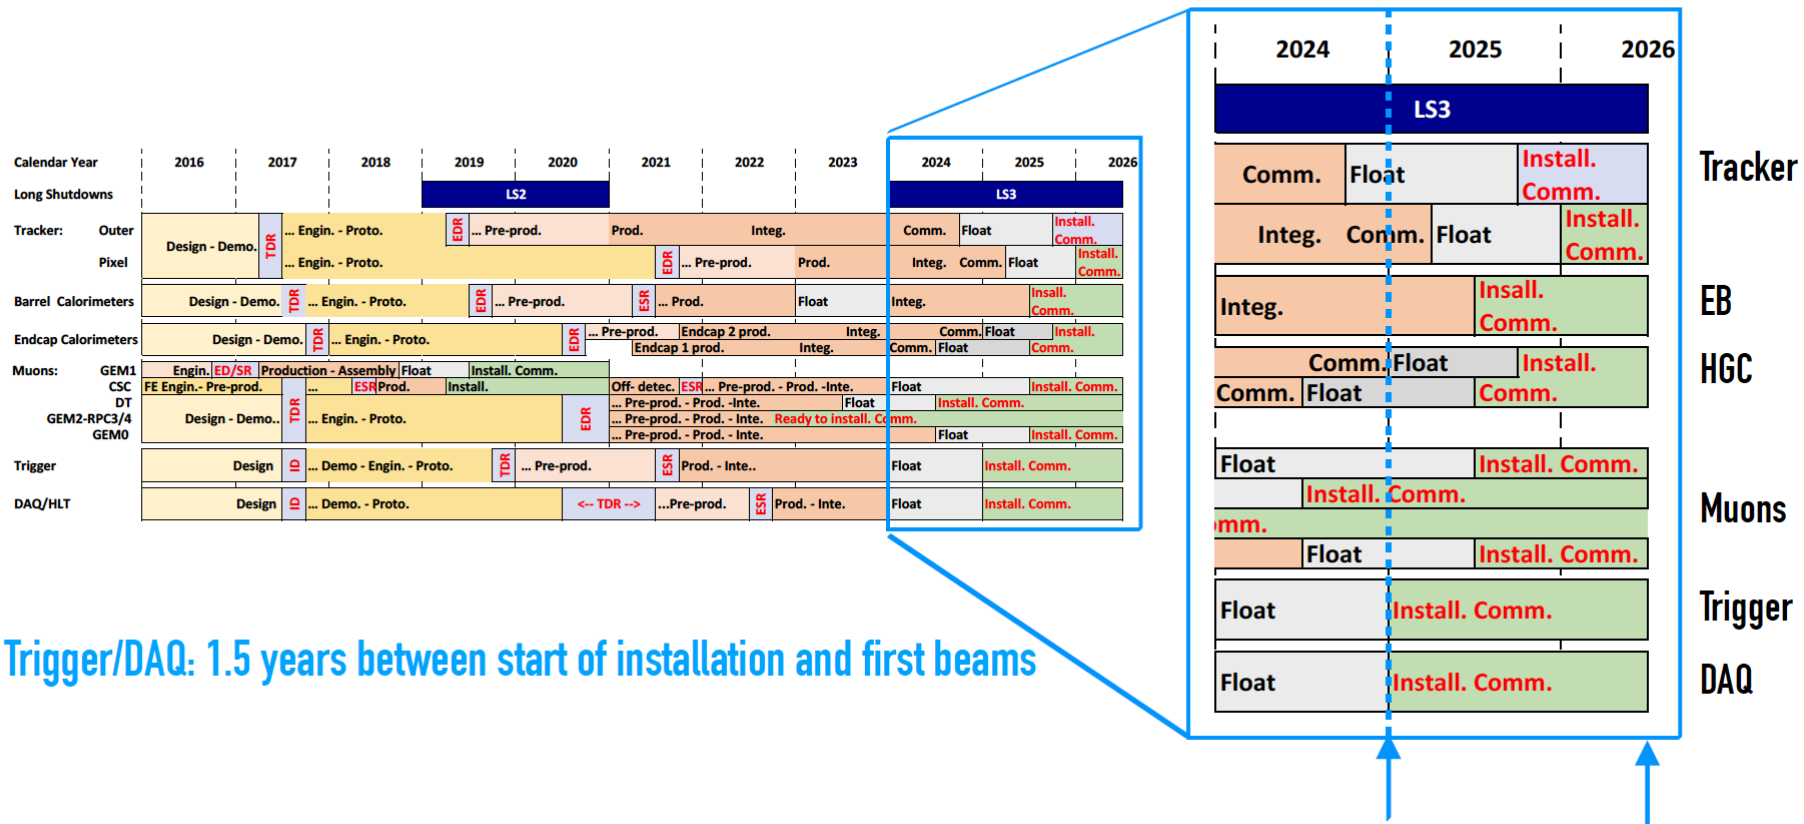 Calendar Year 2016 2017 2018 2019 2020 2021 2022 2023 2024 2025 2026
Long Shutdowns LS2 LS3
Tracker: Outer Design - Demo. TDR ... Engin. - Proto. EDR ... Pre-prod. Prod. Integ. Comm. Float Install. Comm.
Pixel ... Engin. - Proto. EDR ... Pre-prod. Prod. Integ. Comm. Float Install. Comm.
Barrel Calorimeters Design - Demo. TDR ... Engin. - Proto. EDR ... Pre-prod. ESR ... Prod. Float Integ. Insall. Comm.
Endcap Calorimeters Design - Demo. TDR ... Engin. - Proto. EDR ... Pre-prod. Endcap 2 prod. Integ. Comm. Float Install.
Endcap 1 prod. Integ. Comm. Float Comm.
Muons: GEM1 Engin. ED/SR Production - Assembly Float Install. Comm.
CSC FE Engin.- Pre-prod. ... ESR Prod. Install. Off- detec. ESR ... Pre-prod. - Prod. -Inte. Float Install. Comm.
DT ... Pre-prod. - Prod. -Inte. Float Install. Comm.
GEM2-RPC3/4 Design - Demo.. TDR ... Engin. - Proto. EDR ... Pre-prod. - Prod. - Inte. Ready to install. Comm.
GEM0 ... Pre-prod. - Prod. - Inte. Float Install. Comm.
Trigger Design ID ... Demo - Engin. - Proto. TDR ... Pre-prod. ESR Prod. - Inte.. Float Install. Comm.
DAQ/HLT Design ID ... Demo. - Proto. <-- TDR --> ...Pre-prod. ESR Prod. - Inte. Float Install. Comm.
Trigger/DAQ: 1.5 years between start of installation and first beams
2024 2025 2026
LS3
Comm. Float Install. Comm. Tracker
Integ. Comm. Float Install. Comm.
Integ. Insall. Comm. EB
Comm. Float Install. HGC
Comm. Float Comm.
Float Install. Comm.
Install. Comm. Muons
omm.
Float Install. Comm.
Float Install. Comm. Trigger
Float Install. Comm. DAQ